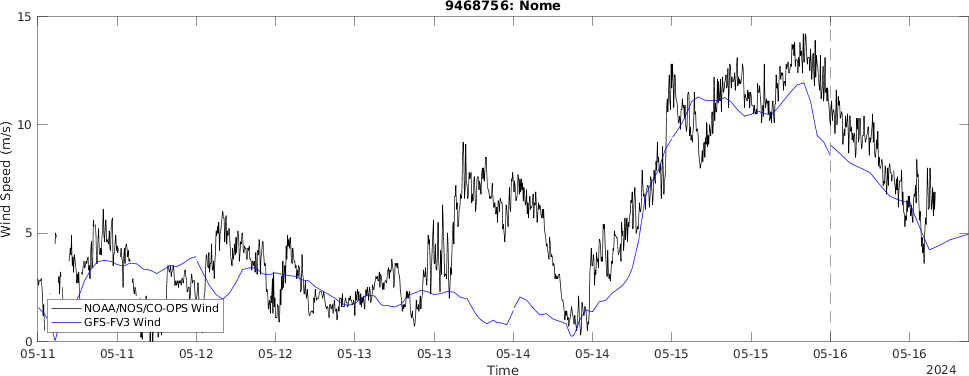 9468756: Nome
15
10
5
0
Wind Speed (m/s)
NOAA/NOS/CO-OPS Wind
GFS-FV3 Wind
05-11 05-11 05-12 05-12 05-13 05-13 05-14 05-14 05-15 05-15 05-16 05-16
Time
2024